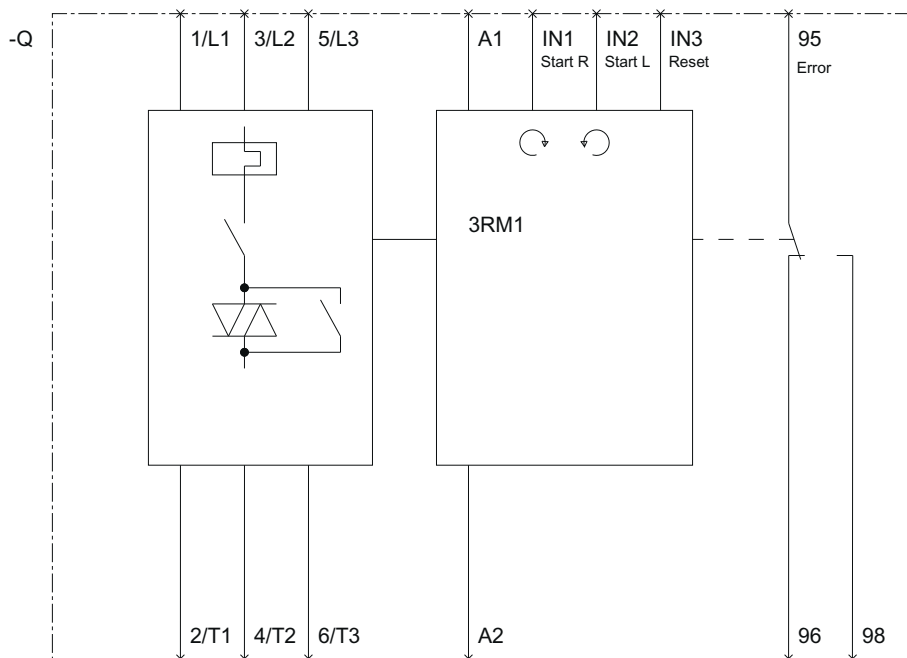 -Q
1/L1 3/L2 5/L3 A1 IN1 IN2 IN3 95
Start R Start L Reset Error
3RM1
2/T1 4/T2 6/T3 A2 96 98